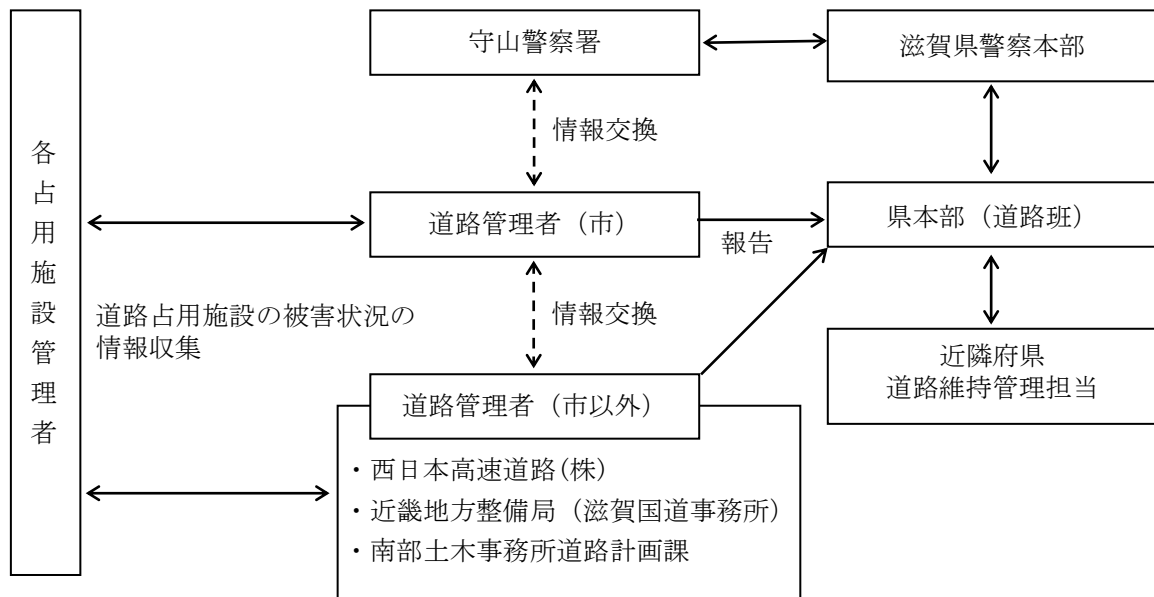 守山警察署
滋賀県警察本部
情報交換
各占用施設管理者
道路管理者（市）
報告
県本部（道路班）
道路占用施設の被害状況の
情報収集
情報交換
近隣府県
道路維持管理担当
道路管理者（市以外）
・西日本高速道路(株)
・近畿地方整備局（滋賀国道事務所）
・南部土木事務所道路計画課